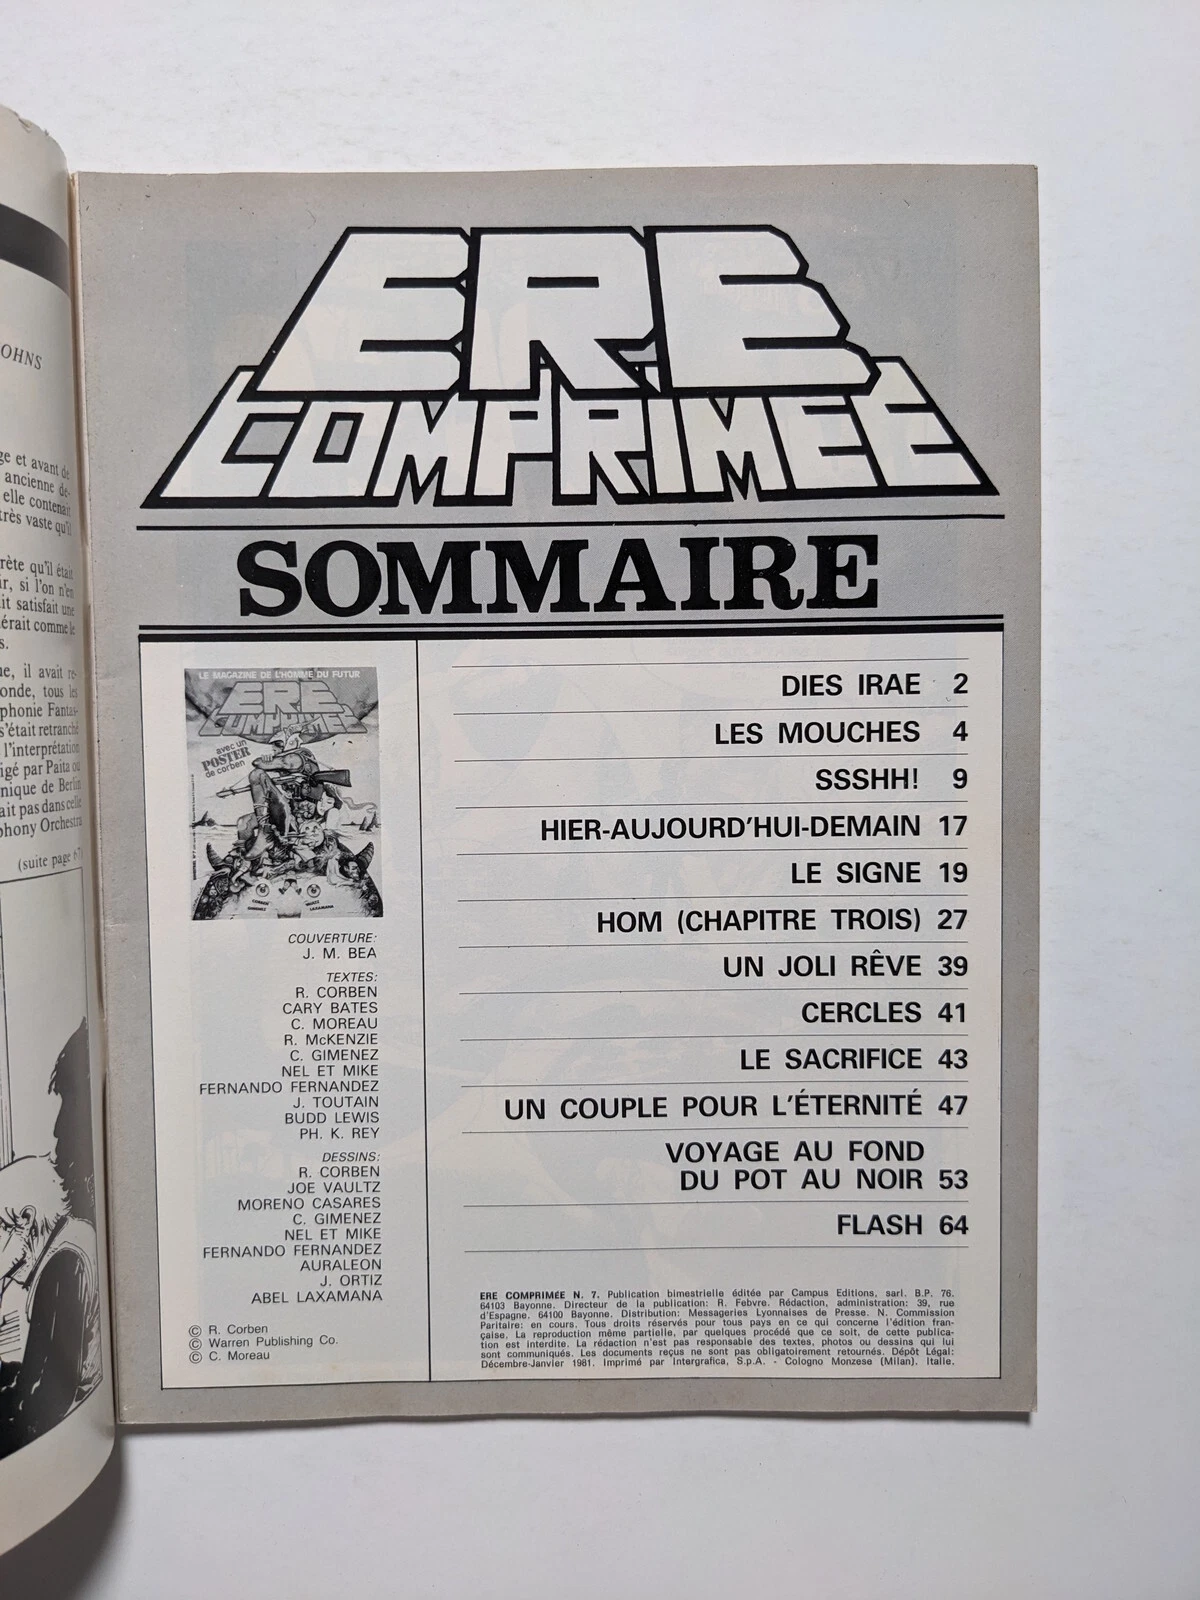 OHNS
ge et avant de
ancienne de-
elle contenait
très vaste qu'il
rète qu'il était
ir, si l'on n'en
it satisfait une
érait comme le
s.
ne, il avait re-
onde, tous les
phonie Fantas-
s'était retranché
l'interprétation
igé par Paita ou
nique de Berlin
ait pas dans celle
phony Orchestra
(suite page 67)
ERE
COMPRIMEE
SOMMAIRE
LE MAGAZINE DE L'HOMME DU FUTUR
ERE
COMPRIMEE
avec un
POSTER
de corben
COUVERTURE:
J. M. BEA
TEXTES:
R. CORBEN
CARY BATES
C. MOREAU
R. McKENZIE
C. GIMENEZ
NEL ET MIKE
FERNANDO FERNANDEZ
J. TOUTAIN
BUDD LEWIS
PH. K. REY
DESSINS:
R. CORBEN
JOE VAULTZ
MORENO CASARES
C. GIMENEZ
NEL ET MIKE
FERNANDO FERNANDEZ
AURALEON
J. ORTIZ
ABEL LAXAMANA
© R. Corben
© Warren Publishing Co.
© C. Moreau
DIES IRAE 2
LES MOUCHES 4
SSSHH! 9
HIER-AUJOURD'HUI-DEMAIN 17
LE SIGNE 19
HOM (CHAPITRE TROIS) 27
UN JOLI RÊVE 39
CERCLES 41
LE SACRIFICE 43
UN COUPLE POUR L'ÉTERNITÉ 47
VOYAGE AU FOND
DU POT AU NOIR 53
FLASH 64
ERE COMPRIMÉE N. 7. Publication bimestrielle éditée par Campus Editions, sarl. B.P. 76.
64103 Bayonne. Directeur de la publication: R. Febvre. Rédaction, administration: 39, rue
d'Espagne. 64100 Bayonne. Distribution: Messageries Lyonnaises de Presse. N. Commission
Paritaire: en cours. Tous droits réservés pour tous pays en ce qui concerne l'édition fran-
çaise. La reproduction même partielle, par quelques procédé que ce soit, de cette publica-
tion est interdite. La rédaction n'est pas responsable des textes, photos ou dessins qui lui
sont communiqués. Les documents reçus ne sont pas obligatoirement retournés. Dépôt Légal:
Décembre-Janvier 1981. Imprimé par Intergrafica, S.p.A. - Cologno Monzese (Milan). Italie.